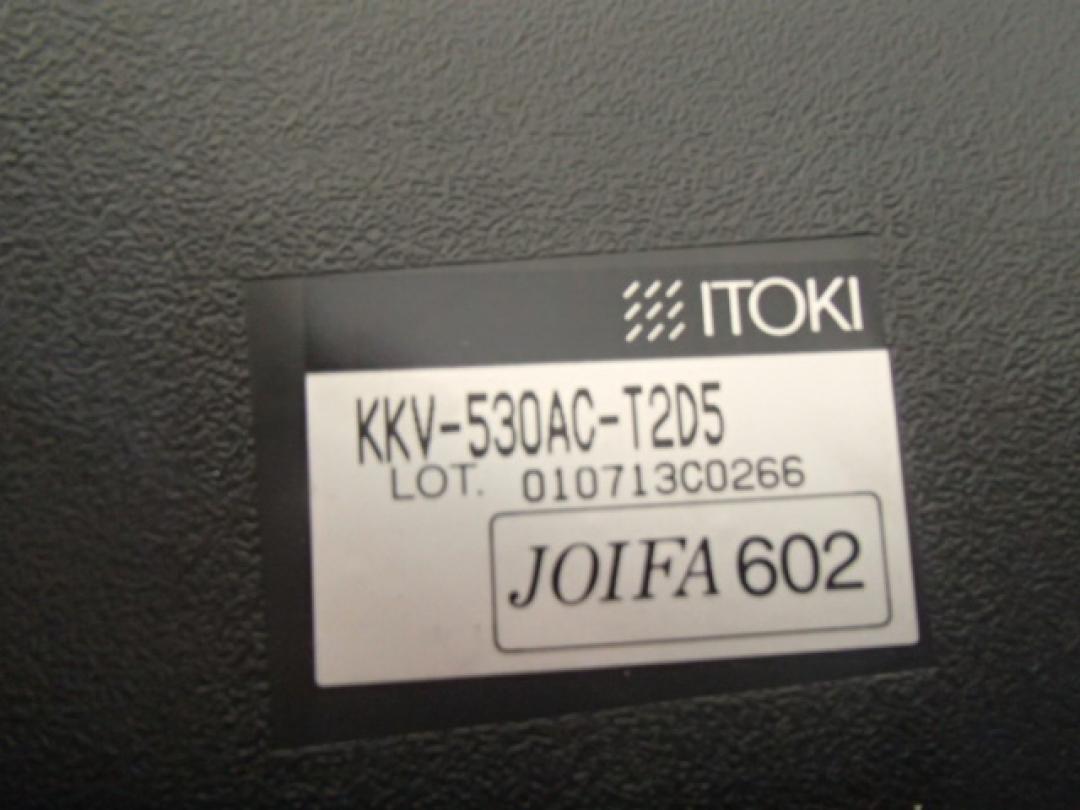 ITOKI
KKV-530AC-T2D5
LOT. 010713C0266
JOIFA 602